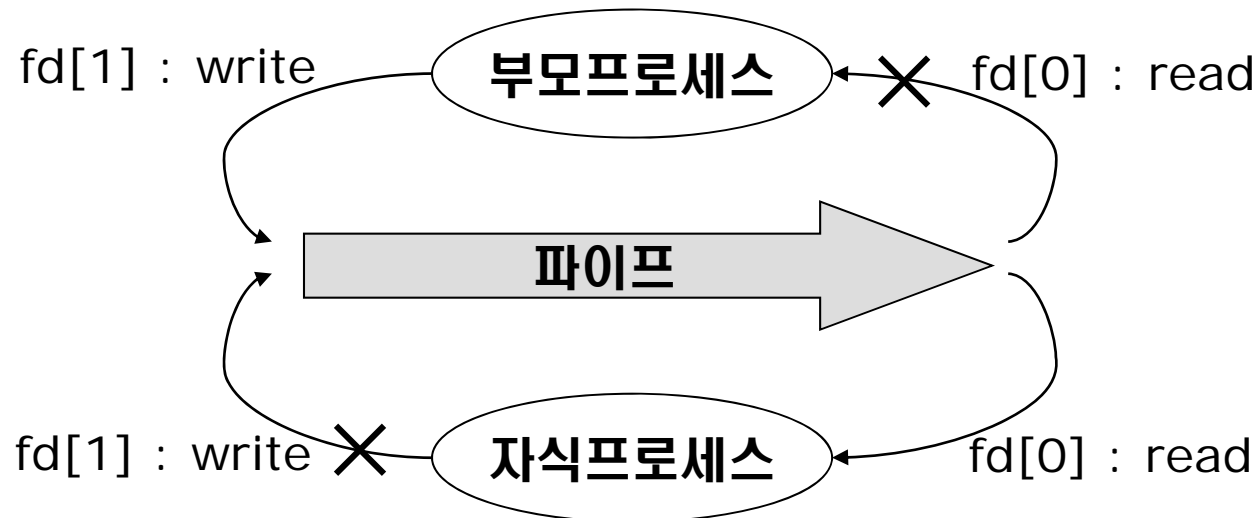 fd[1] : write
부모프로세스
fd[0] : read
파이프
fd[1] : write
자식프로세스
fd[0] : read